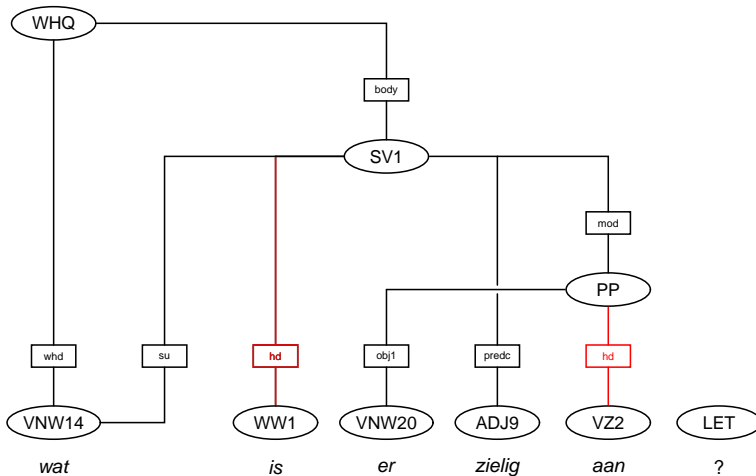 WHQ
body
SV1
mod
PP
whd su hd obj1 predc hd
VNW14 WW1 VNW20 ADJ9 VZ2 LET
wat is er zielig aan ?